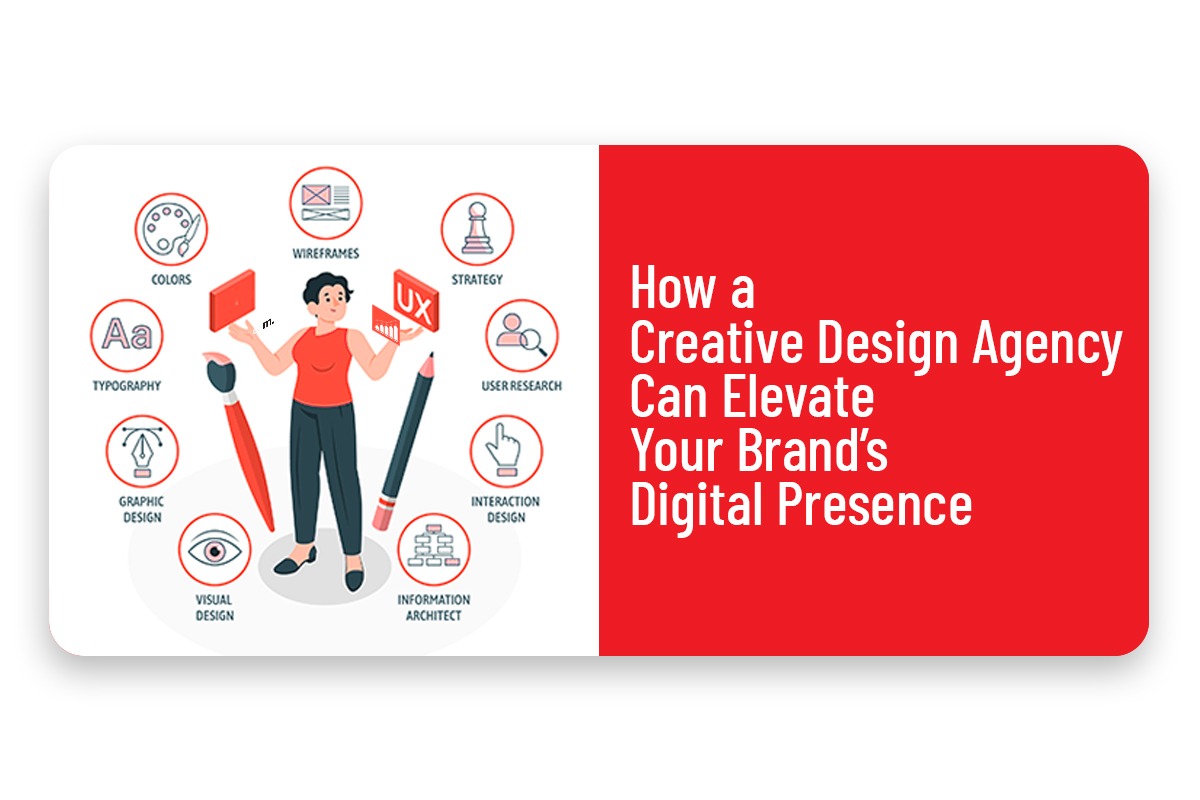 WIREFRAMES
COLORS
STRATEGY
UX
m.
Aa
TYPOGRAPHY
USER RESEARCH
GRAPHIC
DESIGN
INTERACTION
DESIGN
VISUAL
DESIGN
INFORMATION
ARCHITECT
How a
Creative Design Agency
Can Elevate
Your Brand’s
Digital Presence